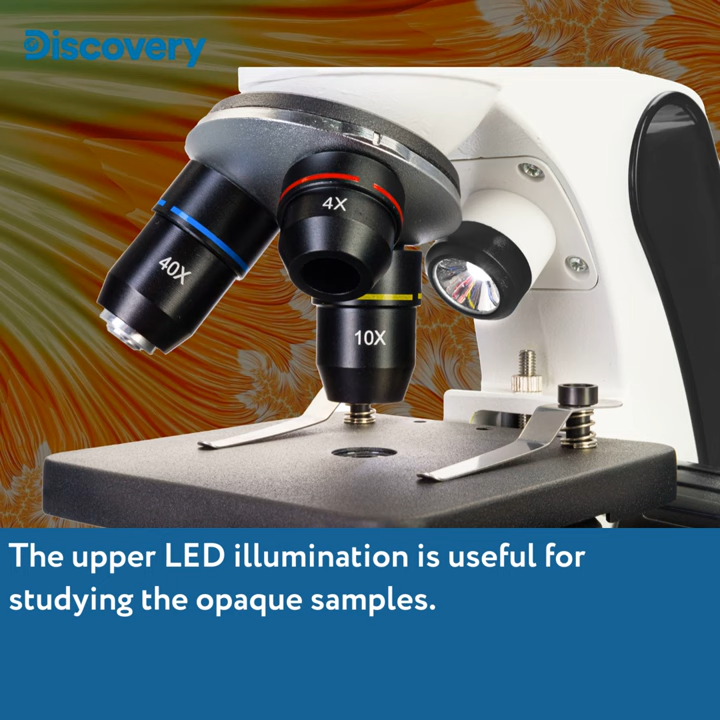 Discovery
4X
40X
10X
The upper LED illumination is useful for
studying the opaque samples.